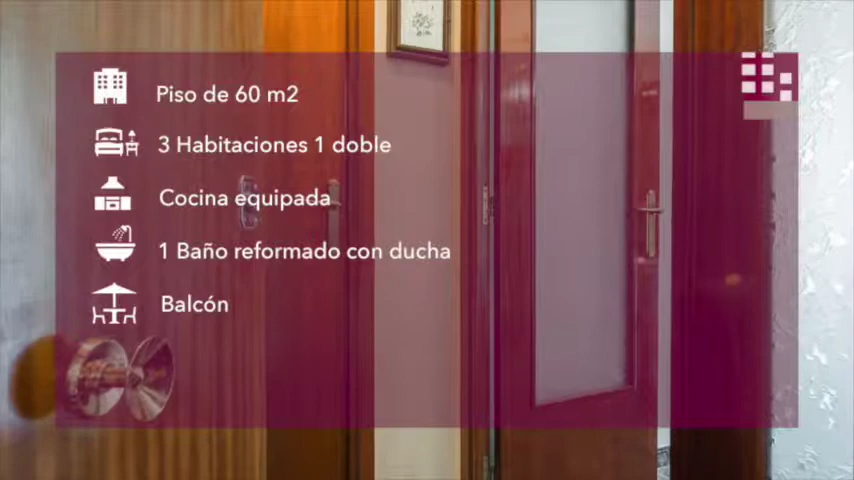 Piso de 60 m2
3 Habitaciones 1 doble
Cocina equipada
1 Baño reformado con ducha
Balcón